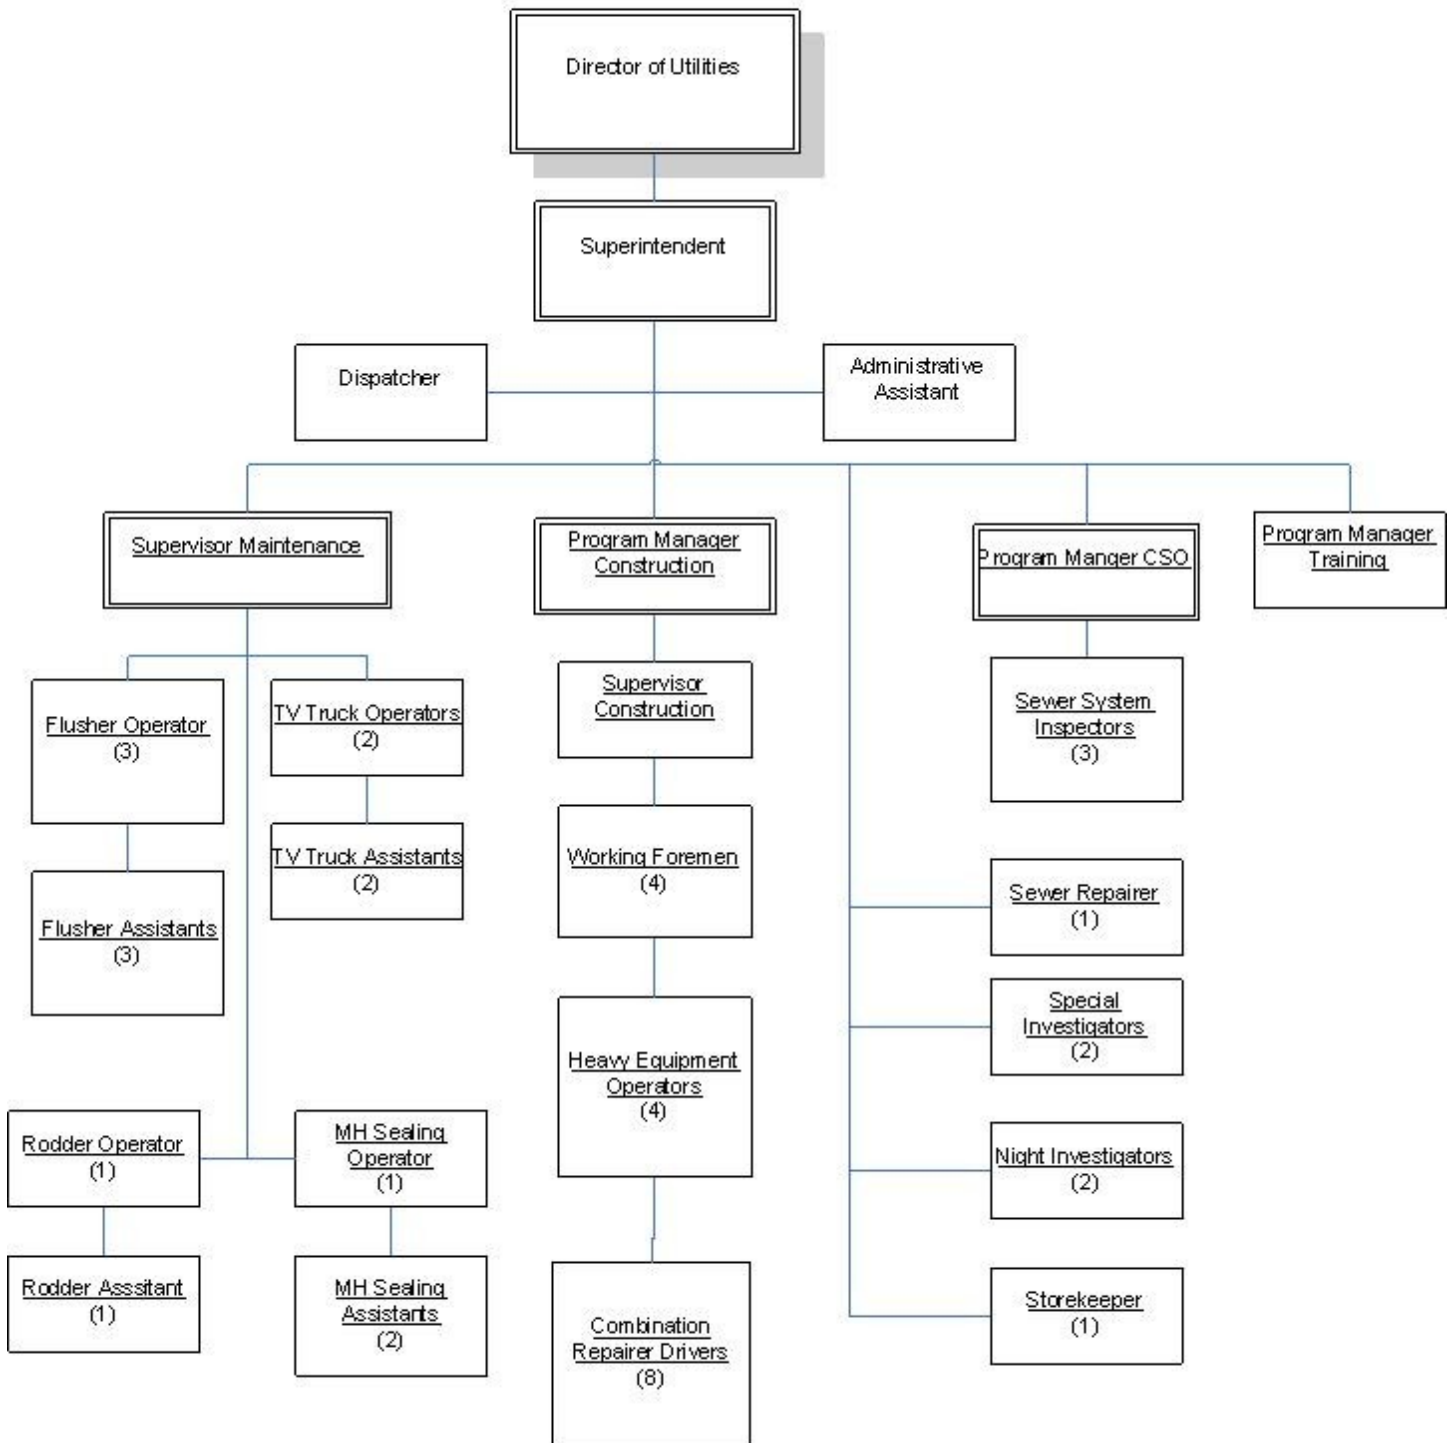 Director of Utilities
Superintendent
Dispatcher
Administrative
Assistant
Supervisor Maintenance
Program Manager
Construction
Program Manger CSO
Program Manager
Training
Flusher Operator
(3)
TV Truck Operators
(2)
Supervisor
Construction
Sewer System
Inspectors
(3)
Flusher Assistants
(3)
TV Truck Assistants
(2)
Working Foremen
(4)
Sewer Repairer
(1)
Special
Investigators
(2)
Heavy Equipment
Operators
(4)
Rodder Operator
(1)
MH Sealing
Operator
(1)
Night Investigators
(2)
Rodder Asssitant
(1)
MH Sealing
Assistants
(2)
Combination
Repairer Drivers
(8)
Storekeeper
(1)